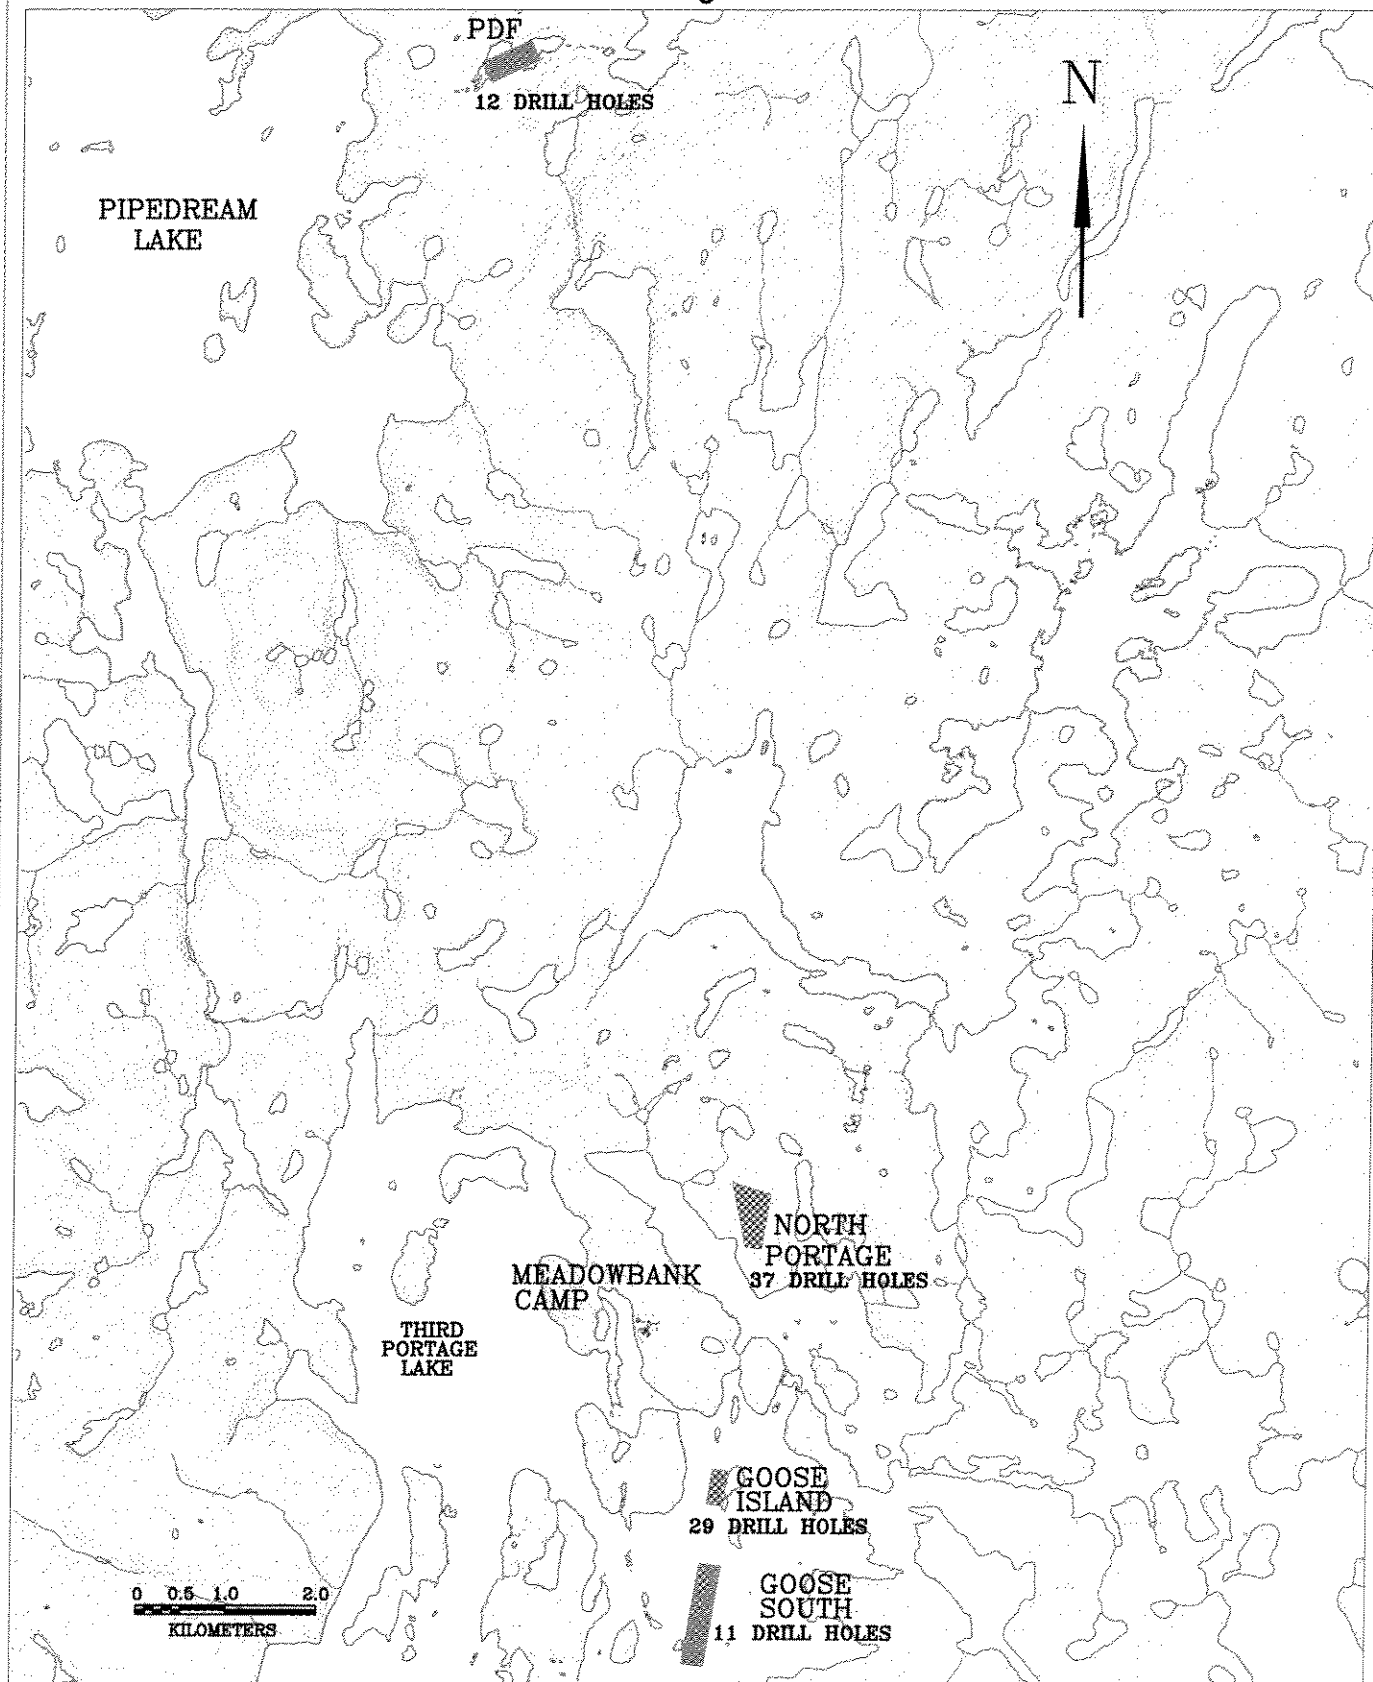 PDF
12 DRILL HOLES
N
PIPEDREAM
LAKE
NORTH
PORTAGE
37 DRILL HOLES
MEADOWBANK
CAMP
THIRD
PORTAGE
LAKE
GOOSE
ISLAND
29 DRILL HOLES
GOOSE
SOUTH
11 DRILL HOLES
0 0.5 1.0 2.0
KILOMETERS